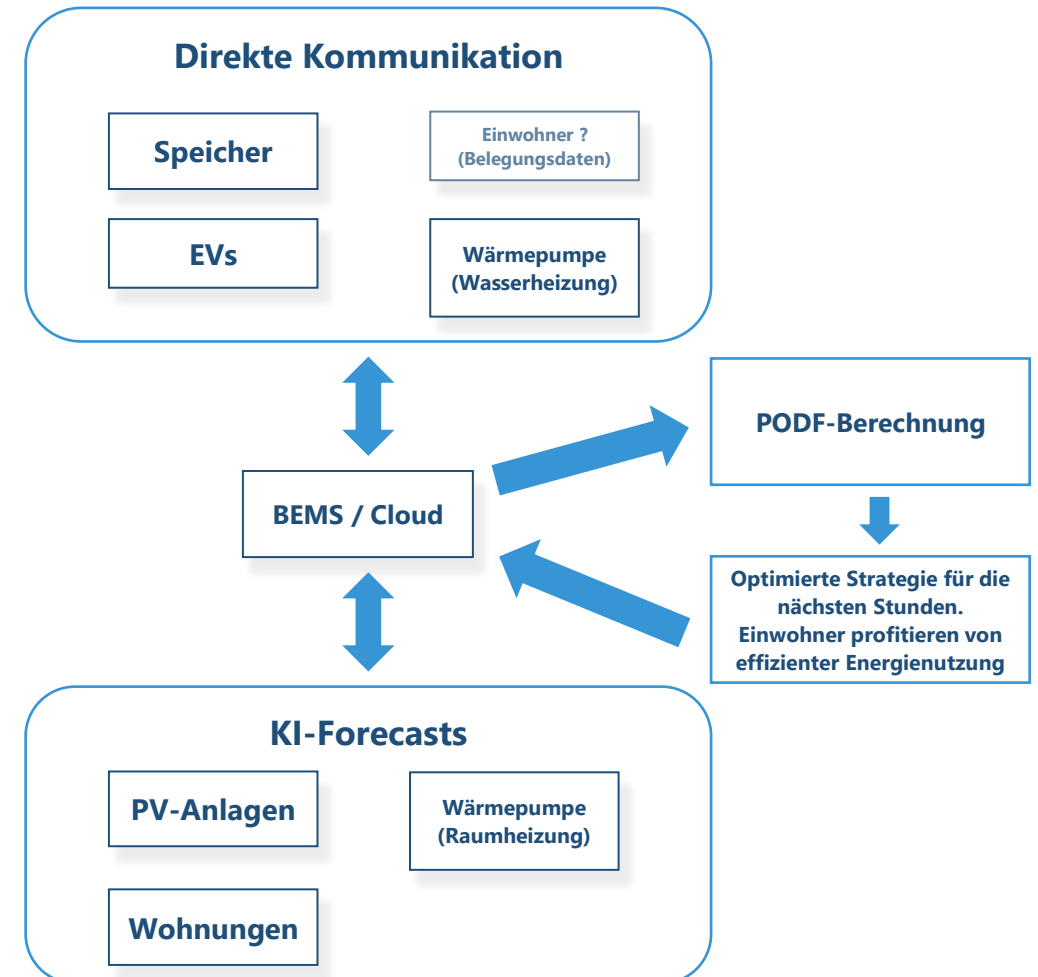 Direkte Kommunikation
Speicher
Einwohner ?
(Belegungsdaten)
EVs
Wärmepumpe
(Wasserheizung)
PODF-Berechnung
BEMS / Cloud
Optimierte Strategie für die
nächsten Stunden.
Einwohner profitieren von
effizienter Energienutzung
KI-Forecasts
PV-Anlagen
Wärmepumpe
(Raumheizung)
Wohnungen